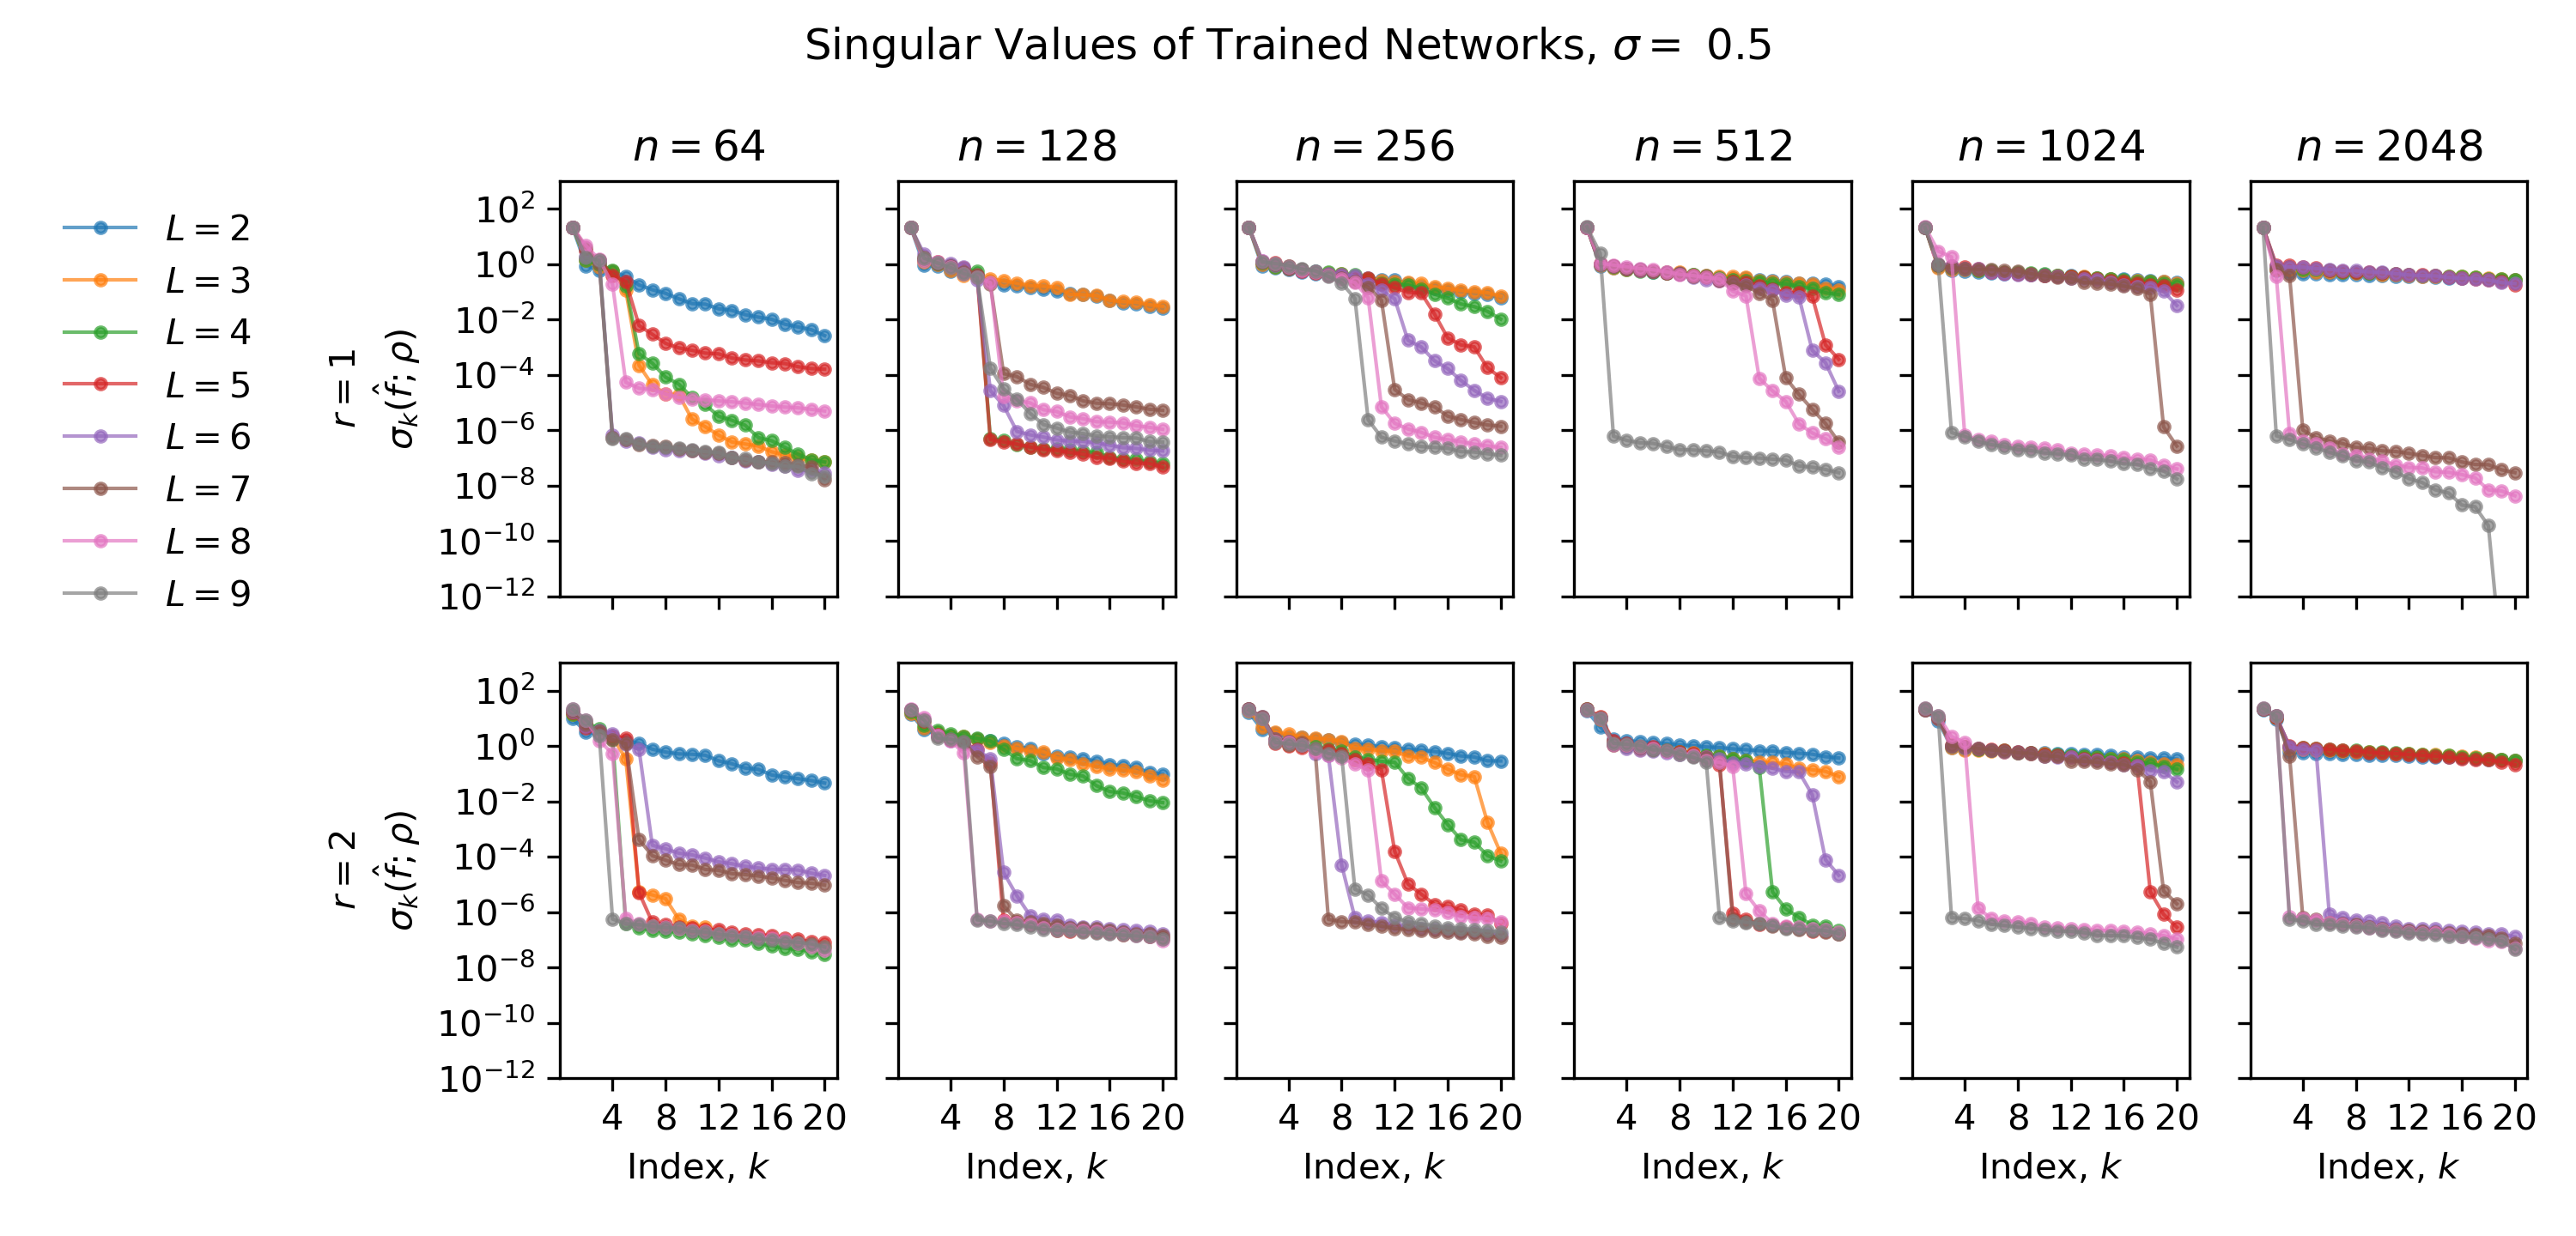 Singular Values of Trained Networks, σ = 0.5
n = 64
n = 128
n = 256
n = 512
n = 1024
n = 2048
L = 2
L = 3
L = 4
L = 5
L = 6
L = 7
L = 8
L = 9
r = 1
σₖ(f̂; ρ)
10²
10⁰
10⁻²
10⁻⁴
10⁻⁶
10⁻⁸
10⁻¹⁰
10⁻¹²
r = 2
σₖ(f̂; ρ)
10²
10⁰
10⁻²
10⁻⁴
10⁻⁶
10⁻⁸
10⁻¹⁰
10⁻¹²
4 8 12 16 20
4 8 12 16 20
4 8 12 16 20
4 8 12 16 20
4 8 12 16 20
4 8 12 16 20
Index, k
Index, k
Index, k
Index, k
Index, k
Index, k